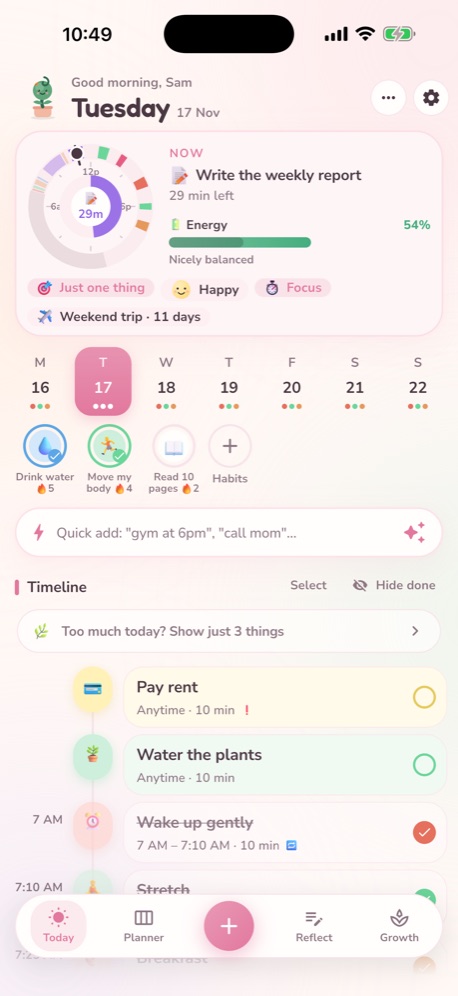 10:49
Good morning, Sam
Tuesday 17 Nov
NOW
Write the weekly report
29 min left
Energy 54%
Nicely balanced
12p
6a
6p
29m
Just one thing
Happy
Focus
Weekend trip · 11 days
M T W T F S S
16 17 18 19 20 21 22
Drink water
5
Move my
body 4
Read 10
pages 2
Habits
Quick add: "gym at 6pm", "call mom"...
Timeline
Select
Hide done
Too much today? Show just 3 things
Pay rent
Anytime · 10 min
Water the plants
Anytime · 10 min
7 AM
Wake up gently
7 AM – 7:10 AM · 10 min
7:10 AM
Stretch
Breakfast
Today
Planner
Reflect
Growth